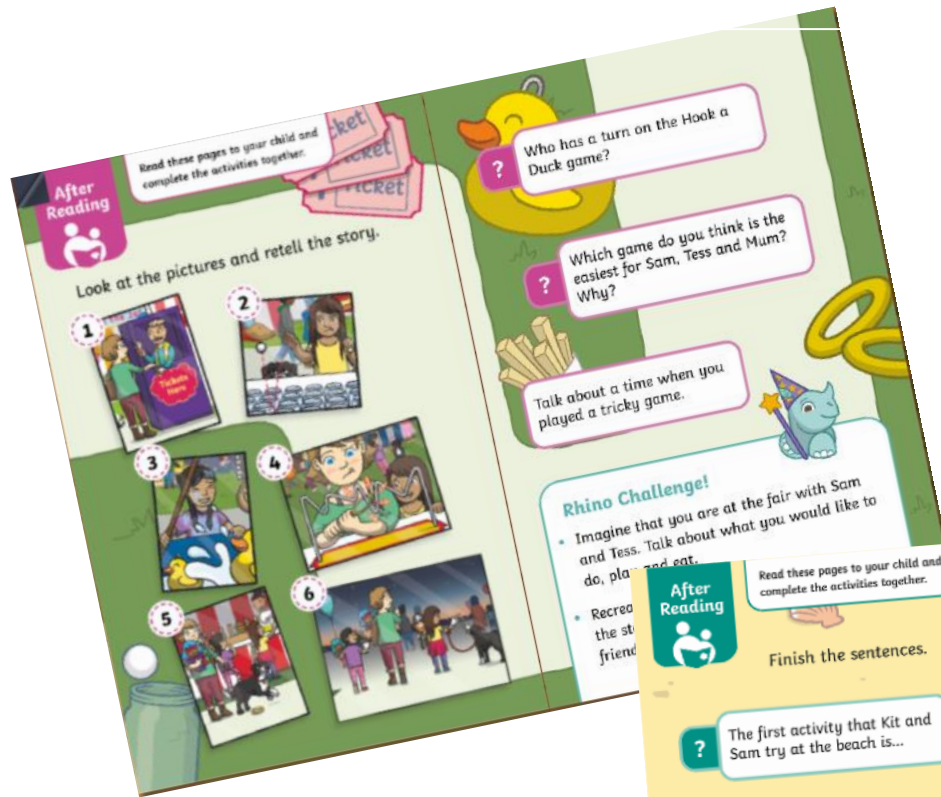 After
Reading
Read these pages to your child and
complete the activities together.
Ticket
Look at the pictures and retell the story.
1
2
Tickets
Here
3
4
5
6
?
Who has a turn on the Hook a
Duck game?
?
Which game do you think is the
easiest for Sam, Tess and Mum?
Why?
Talk about a time when you
played a tricky game.
Rhino Challenge!
• Imagine that you are at the fair with Sam
and Tess. Talk about what you would like to
do, play and eat.
•
the
After
Reading
Read these pages to your child and
complete the activities together.
Finish the sentences.
?
The first activity that Kit and
Sam try at the beach is...